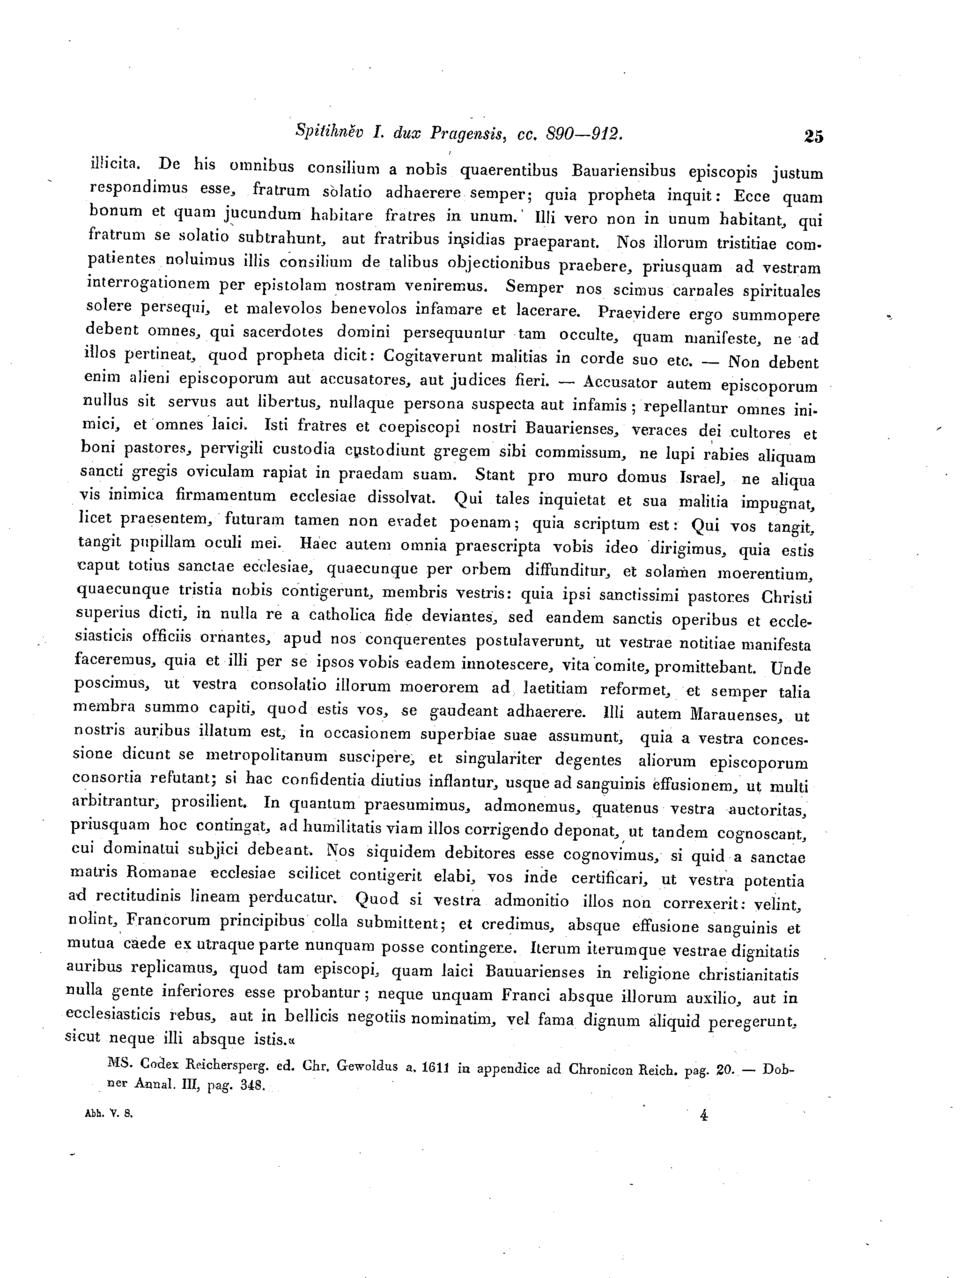 Spitihněv I. dux Pragensis, cc. 890—912. 25
illicita. De his omnibus consilium a nobis quaerentibus Bauariensibus episcopis justum
respondimus esse, fratrum solatio adhaerere semper; quia propheta inquit: Ecce quam
bonum et quam jucundum habitare fratres in unum. Illi vero non in unum habitant, qui
fratrum se solatio subtrahunt, aut fratribus insidias praeparant. Nos illorum tristitiae com-
patientes noluimus illis consilium de talibus objectionibus praebere, priusquam ad vestram
interrogationem per epistolam nostram veniremus. Semper nos scimus carnales spirituales
solere persequi, et malevolos benevolos infamare et lacerare. Praevidere ergo summopere
debent omnes, qui sacerdotes domini persequuntur tam occulte, quam manifeste, ne ad
illos pertineat, quod propheta dicit: Cogitaverunt malitias in corde suo etc. — Non debent
enim alieni episcoporum aut accusatores, aut judices fieri. — Accusator autem episcoporum
nullus sit servus aut libertus, nullaque persona suspecta aut infamis; repellantur omnes ini-
mici, et omnes laici. Isti fratres et coepiscopi nostri Bauarienses, veraces dei cultores et
boni pastores, pervigili custodia custodiunt gregem sibi commissum, ne lupi rabies aliquam
sancti gregis oviculam rapiat in praedam suam. Stant pro muro domus Israel, ne aliqua
vis inimica firmamentum ecclesiae dissolvat. Qui tales inquietat et sua malitia impugnat,
licet praesentem, futuram tamen non evadet poenam; quia scriptum est: Qui vos tangit,
tangit pupillam oculi mei. Haec autem omnia praescripta vobis ideo dirigimus, quia estis
caput totius sanctae ecclesiae, quaecunque per orbem diffunditur, et solamen moerentium,
quaecunque tristia nobis contigerunt, membris vestris: quia ipsi sanctissimi pastores Christi
superius dicti, in nulla re a catholica fide deviantes, sed eandem sanctis operibus et eccle-
siasticis officiis ornantes, apud nos conquerentes postulaverunt, ut vestrae notitiae manifesta
faceremus, quia et illi per se ipsos vobis eadem innotescere, vita comite, promittebant. Unde
poscimus, ut vestra consolatio illorum moerorem ad laetitiam reformet, et semper talia
membra summo capiti, quod estis vos, se gaudeant adhaerere. Illi autem Marauenses, ut
nostris auribus illatum est, in occasionem superbiae suae assumunt, quia a vestra conces-
sione dicunt se metropolitanum suscipere, et singulariter degentes aliorum episcoporum
consortia refutant; si hac confidentia diutius inflantur, usque ad sanguinis effusionem, ut multi
arbitrantur, prosilient. In quantum praesumimus, admonemus, quatenus vestra auctoritas,
priusquam hoc contingat, ad humilitatis viam illos corrigendo deponat, ut tandem cognoscant,
cui dominatui subjici debeant. Nos siquidem debitores esse cognovimus, si quid a sanctae
matris Romanae ecclesiae scilicet contigerit elabi, vos inde certificari, ut vestra potentia
ad rectitudinis lineam perducatur. Quod si vestra admonitio illos non correxerit: velint,
nolint, Francorum principibus colla submittent; et credimus, absque effusione sanguinis et
mutua caede ex utraque parte nunquam posse contingere. Iterum iterumque vestrae dignitatis
auribus replicamus, quod tam episcopi, quam laici Bauuarienses in religione christianitatis
nulla gente inferiores esse probantur; neque unquam Franci absque illorum auxilio, aut in
ecclesiasticis rebus, aut in bellicis negotiis nominatim, vel fama dignum aliquid peregerunt,
sicut neque illi absque istis.«
MS. Codex Reichersperg. ed. Chr. Gewoldus a. 1611 in appendice ad Chronicon Reich. pag. 20. — Dob-
ner Annal. III, pag. 348.
Abh. V. 8. 4